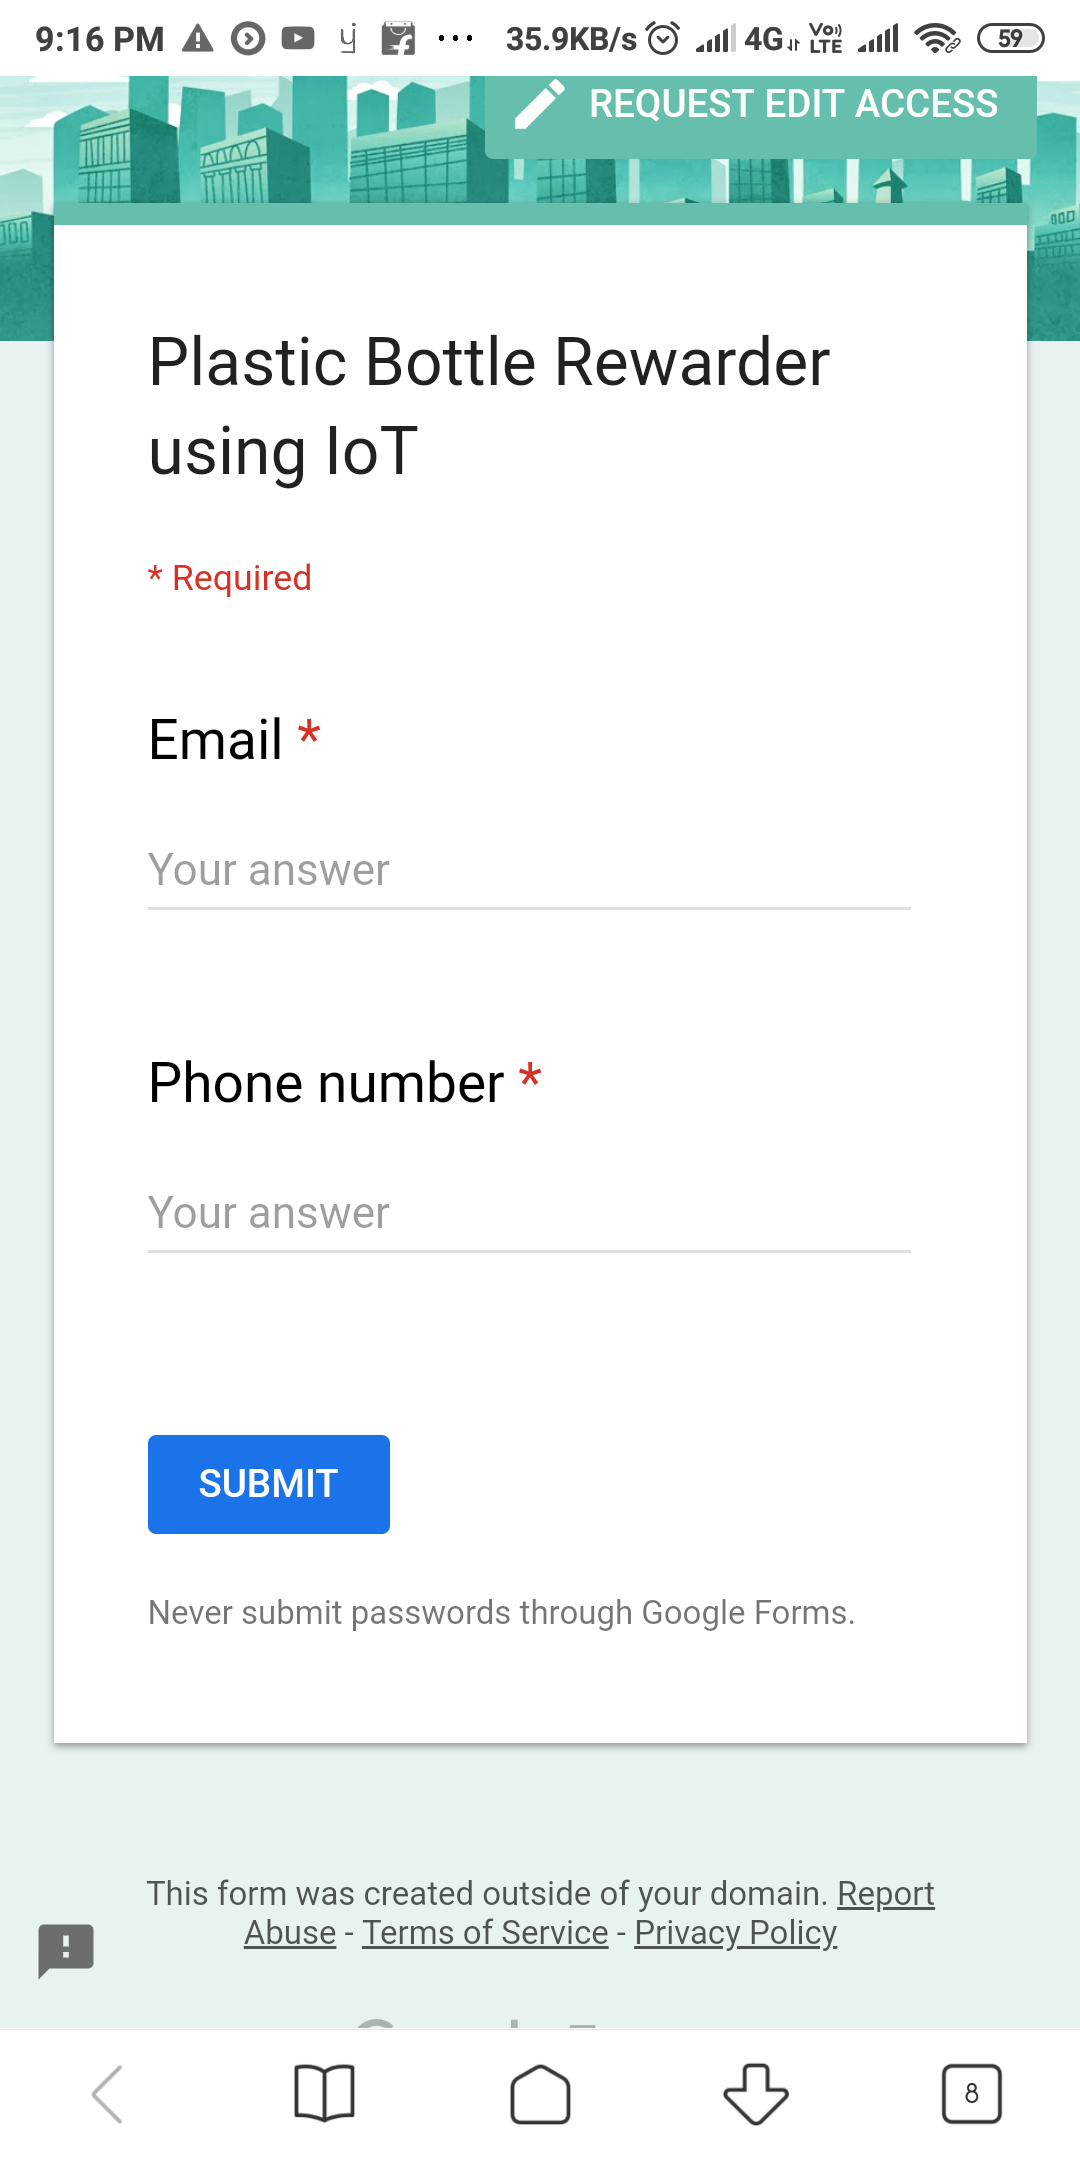 9:16 PM ... 35.9KB/s 4G Vo LTE 59
REQUEST EDIT ACCESS
Plastic Bottle Rewarder
using IoT
* Required
Email *
Your answer
Phone number *
Your answer
SUBMIT
Never submit passwords through Google Forms.
This form was created outside of your domain. Report
Abuse - Terms of Service - Privacy Policy
8